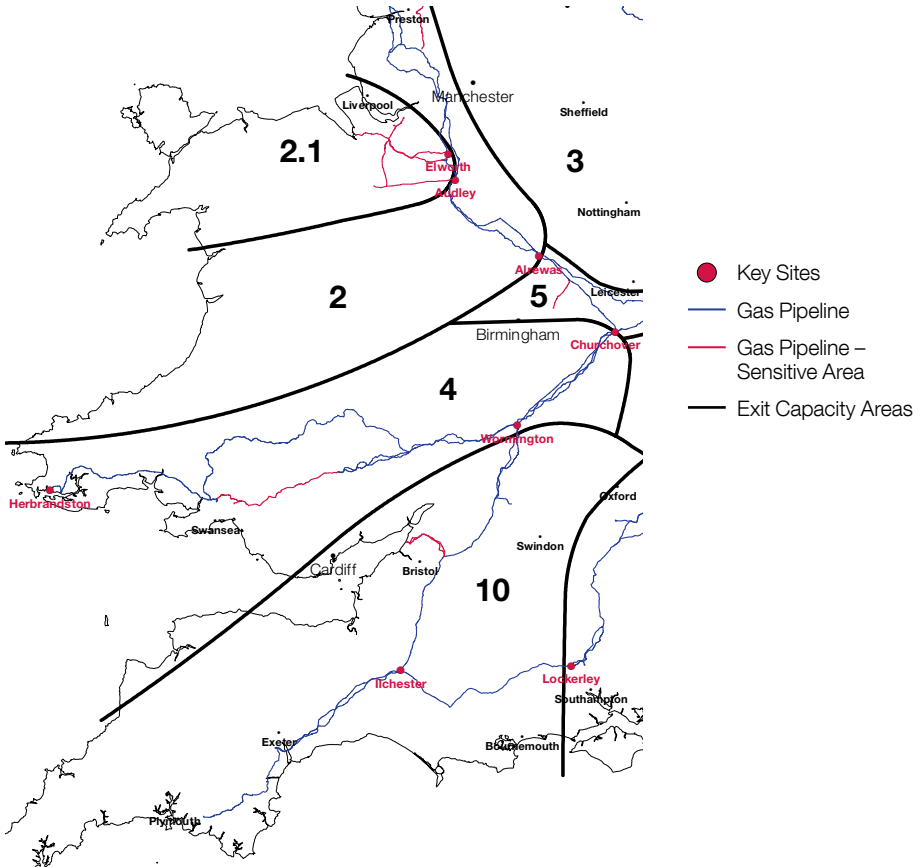 Preston
Manchester
Liverpool
Sheffield
2.1
3
Elworth
Audley
Nottingham
Alrewas
5
Leicester
2
Birmingham
Churchover
4
Wormington
Herbrandston
Oxford
Swansea
Swindon
Cardiff
Bristol
10
Ilchester
Lockerley
Southampton
Exeter
Bournemouth
Plymouth
Key Sites
Gas Pipeline
Gas Pipeline –
Sensitive Area
Exit Capacity Areas